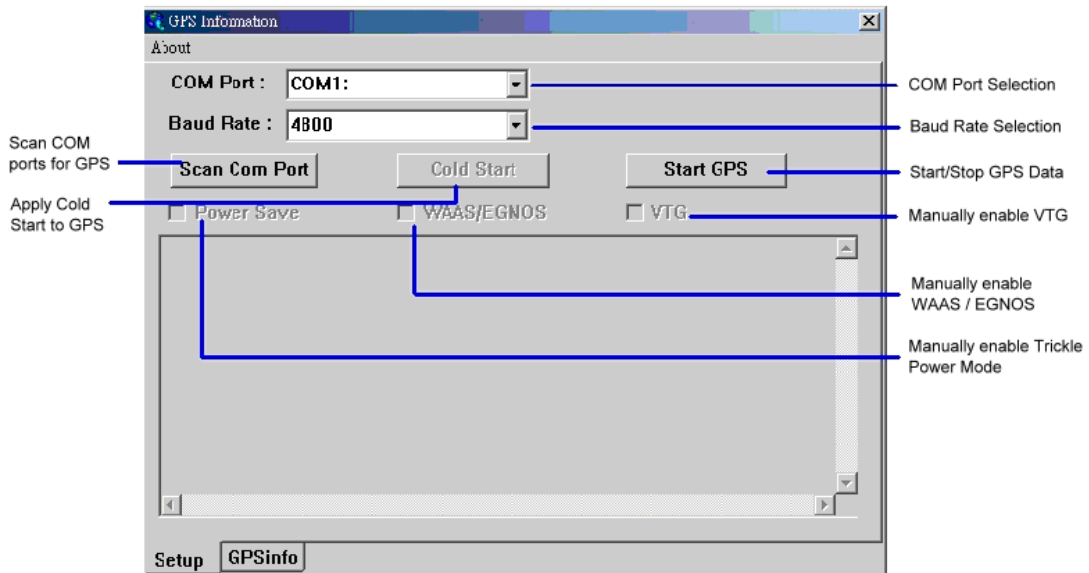 GPS Information
About
COM Port :
COM1:
COM Port Selection
Baud Rate :
4800
Baud Rate Selection
Scan COM
ports for GPS
Scan Com Port
Cold Start
Start GPS
Start/Stop GPS Data
Apply Cold
Start to GPS
Power Save
WAAS/EGNOS
VTG
Manually enable VTG
Manually enable
WAAS / EGNOS
Manually enable Trickle
Power Mode
Setup
GPSinfo